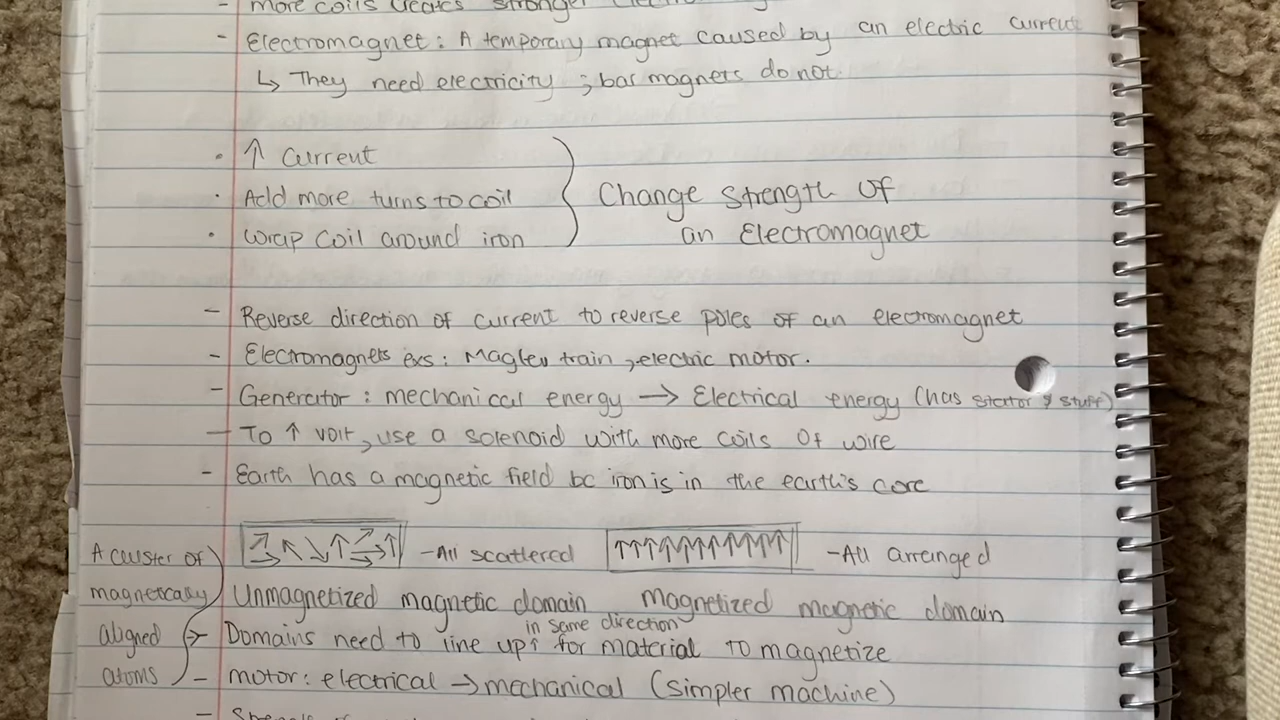 - more coils creates stronger
- Electromagnet: A temporary magnet caused by an electric current
↳ They need electricity ; bar magnets do not.
• ↑ Current
• Add more turns to coil
• Wrap coil around iron
Change strength of
an Electromagnet
- Reverse direction of current to reverse poles of an electromagnet
- Electromagnets exs: Maglev train, electric motor.
- Generator: mechanical energy → Electrical energy (has stator & stuff)
- To ↑ volt, use a solenoid with more coils of wire
- Earth has a magnetic field bc iron is in the earth's core
- All scattered
- All arranged
Unmagnetized magnetic domain
magnetized magnetic domain
A cluster of
magnetically
aligned
atoms
in same direction
- Domains need to line up↑ for material to magnetize
- motor: electrical → mechanical (simpler machine)